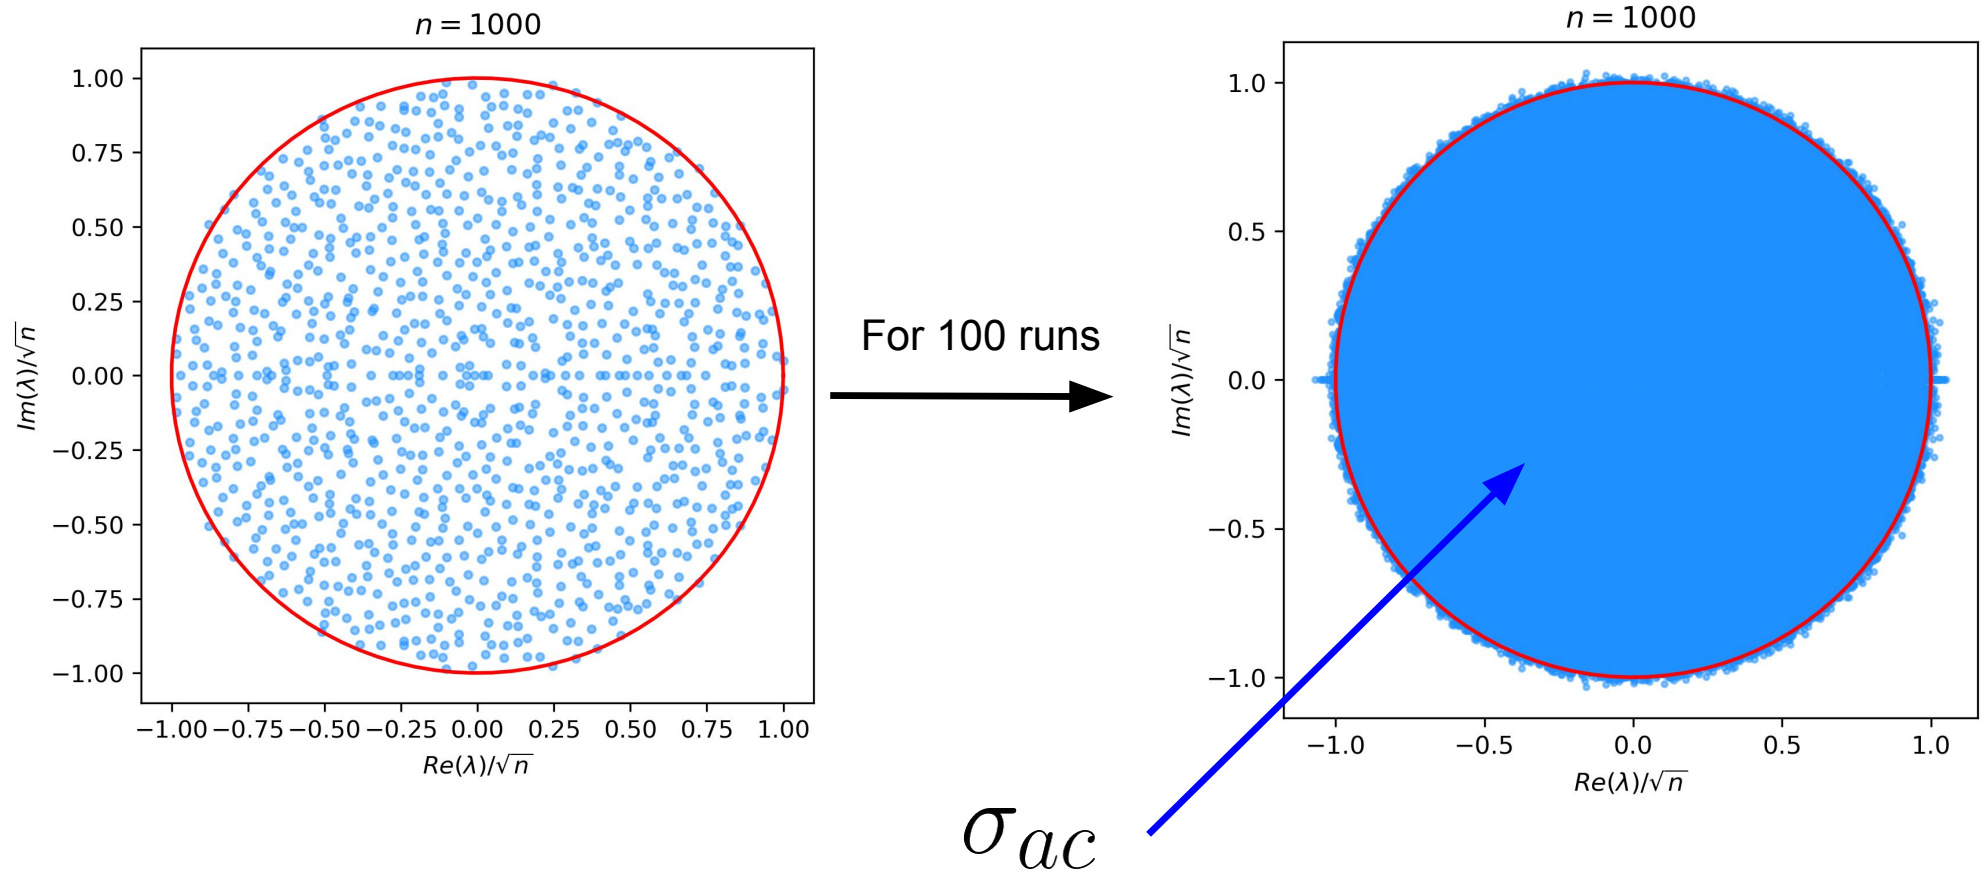 n = 1000
1.00
0.75
0.50
0.25
0.00
−0.25
−0.50
−0.75
−1.00
Im(λ)/√n
−1.00 −0.75 −0.50 −0.25 0.00 0.25 0.50 0.75 1.00
Re(λ)/√n
For 100 runs
n = 1000
1.0
0.5
0.0
−0.5
−1.0
Im(λ)/√n
−1.0 −0.5 0.0 0.5 1.0
Re(λ)/√n
σac